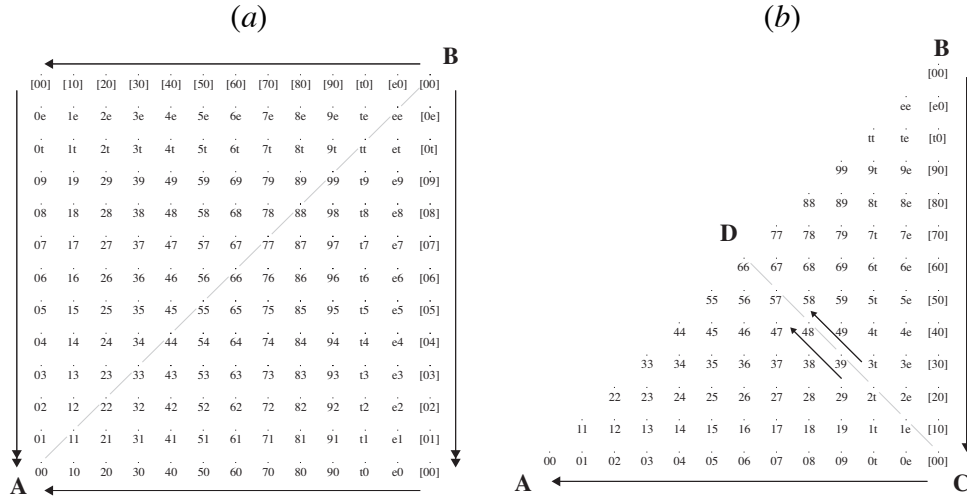 (a)
B
[00] [10] [20] [30] [40] [50] [60] [70] [80] [90] [t0] [e0] [00]
0e 1e 2e 3e 4e 5e 6e 7e 8e 9e te ee [0e]
0t 1t 2t 3t 4t 5t 6t 7t 8t 9t tt et [0t]
09 19 29 39 49 59 69 79 89 99 t9 e9 [09]
08 18 28 38 48 58 68 78 88 98 t8 e8 [08]
07 17 27 37 47 57 67 77 87 97 t7 e7 [07]
06 16 26 36 46 56 66 76 86 96 t6 e6 [06]
05 15 25 35 45 55 65 75 85 95 t5 e5 [05]
04 14 24 34 44 54 64 74 84 94 t4 e4 [04]
03 13 23 33 43 53 63 73 83 93 t3 e3 [03]
02 12 22 32 42 52 62 72 82 92 t2 e2 [02]
01 11 21 31 41 51 61 71 81 91 t1 e1 [01]
00 10 20 30 40 50 60 70 80 90 t0 e0 [00]
A
(b)
B
[00]
ee [e0]
tt te [t0]
99 9t 9e [90]
88 89 8t 8e [80]
D
77 78 79 7t 7e [70]
66 67 68 69 6t 6e [60]
55 56 57 58 59 5t 5e [50]
44 45 46 47 48 49 4t 4e [40]
33 34 35 36 37 38 39 3t 3e [30]
22 23 24 25 26 27 28 29 2t 2e [20]
11 12 13 14 15 16 17 18 19 1t 1e [10]
00 01 02 03 04 05 06 07 08 09 0t 0e [00]
A C